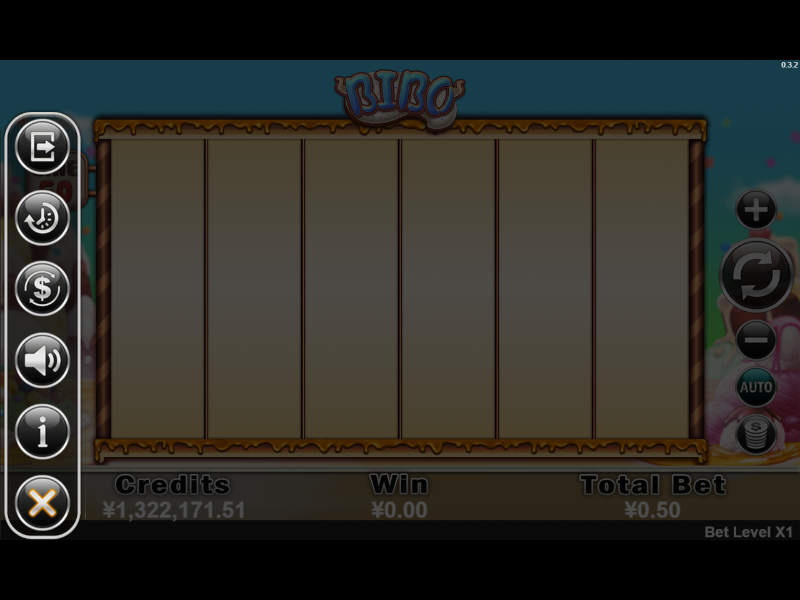 0.3.2
BIBO
Credits
Win
Total Bet
¥1,322,171.51
¥0.00
¥0.50
AUTO
Bet Level X1